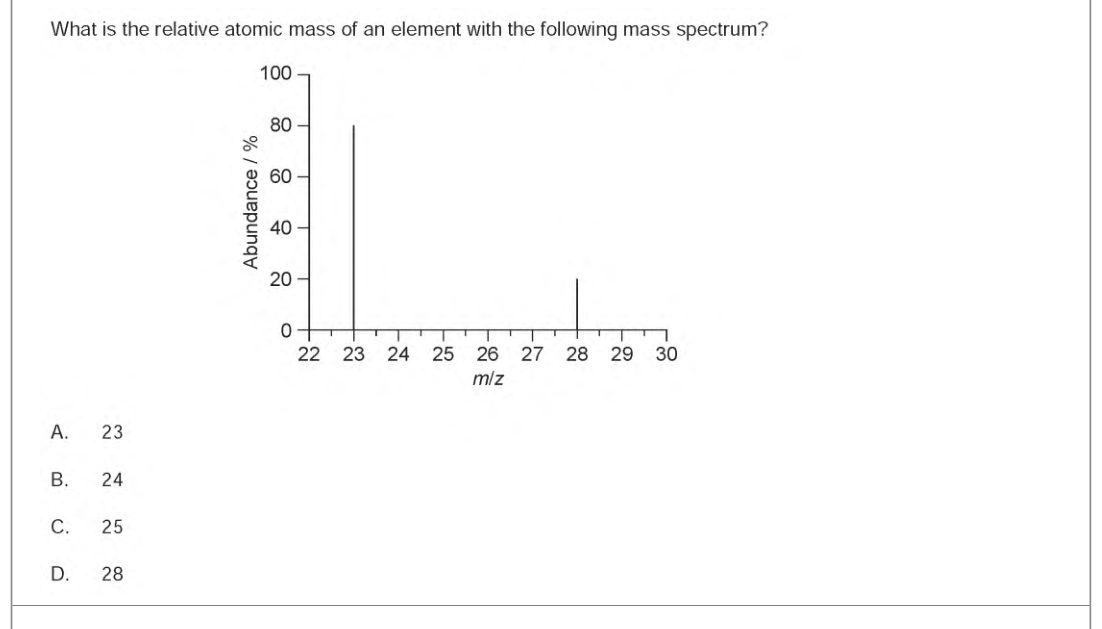 What is the relative atomic mass of an element with the following mass spectrum?
100
80
60
40
20
0
Abundance / %
22 23 24 25 26 27 28 29 30
m/z
A. 23
B. 24
C. 25
D. 28